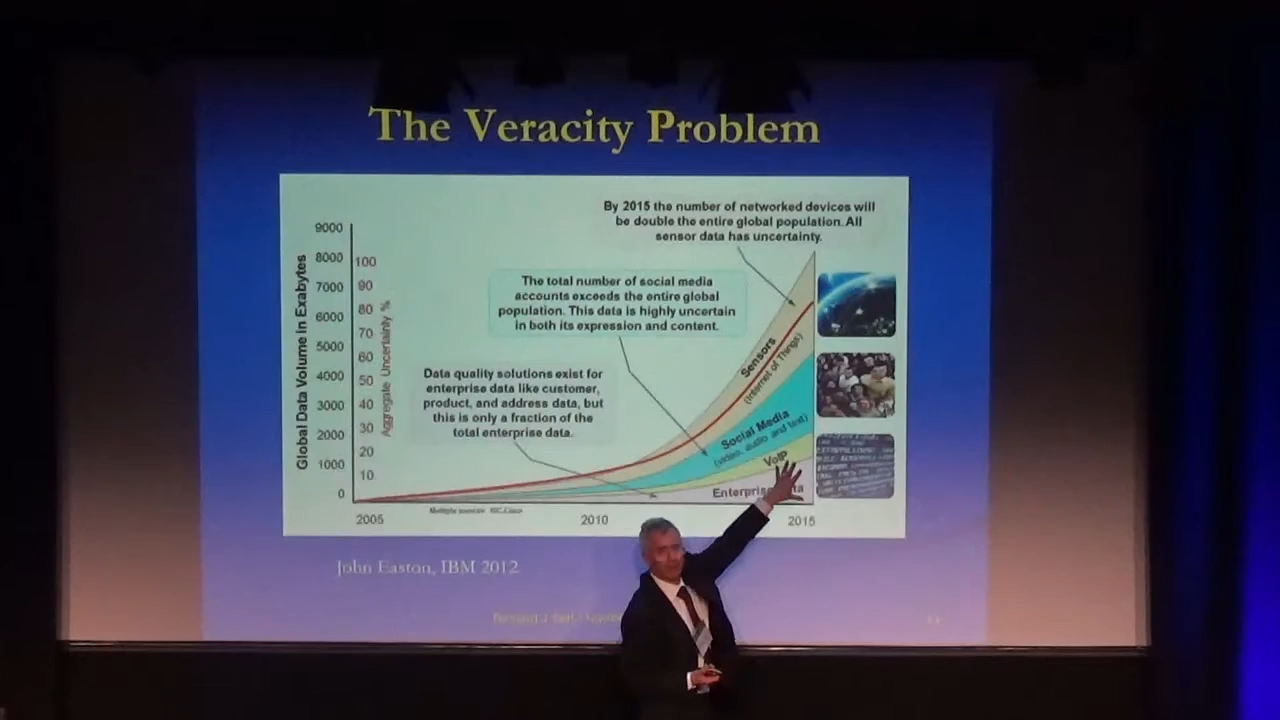 The Veracity Problem
By 2015 the number of networked devices will
be double the entire global population. All
sensor data has uncertainty.
The total number of social media
accounts exceeds the entire global
population. This data is highly uncertain
in both its expression and content.
Data quality solutions exist for
enterprise data like customer,
product, and address data, but
this is only a fraction of the
total enterprise data.
Global Data Volume in Exabytes
9000
8000
7000
6000
5000
4000
3000
2000
1000
0
Aggregate Uncertainty %
100
90
80
70
60
50
40
30
20
10
Sensors
(Internet of Things)
Social Media
(video, audio and text)
VoIP
Enterprise
2005
2010
2015
John Easton, IBM 2012